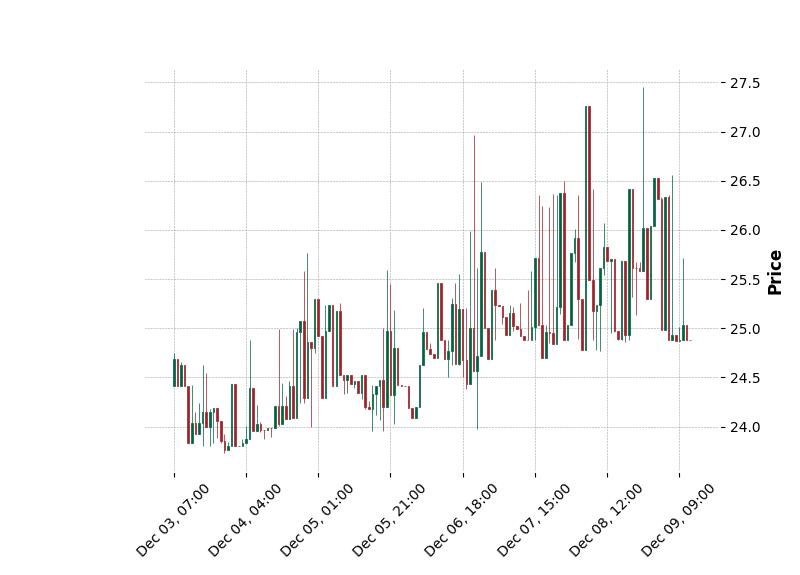 27.5
27.0
26.5
26.0
25.5
25.0
24.5
24.0
Price
Dec 03, 07:00
Dec 04, 04:00
Dec 05, 01:00
Dec 05, 21:00
Dec 06, 18:00
Dec 07, 15:00
Dec 08, 12:00
Dec 09, 09:00